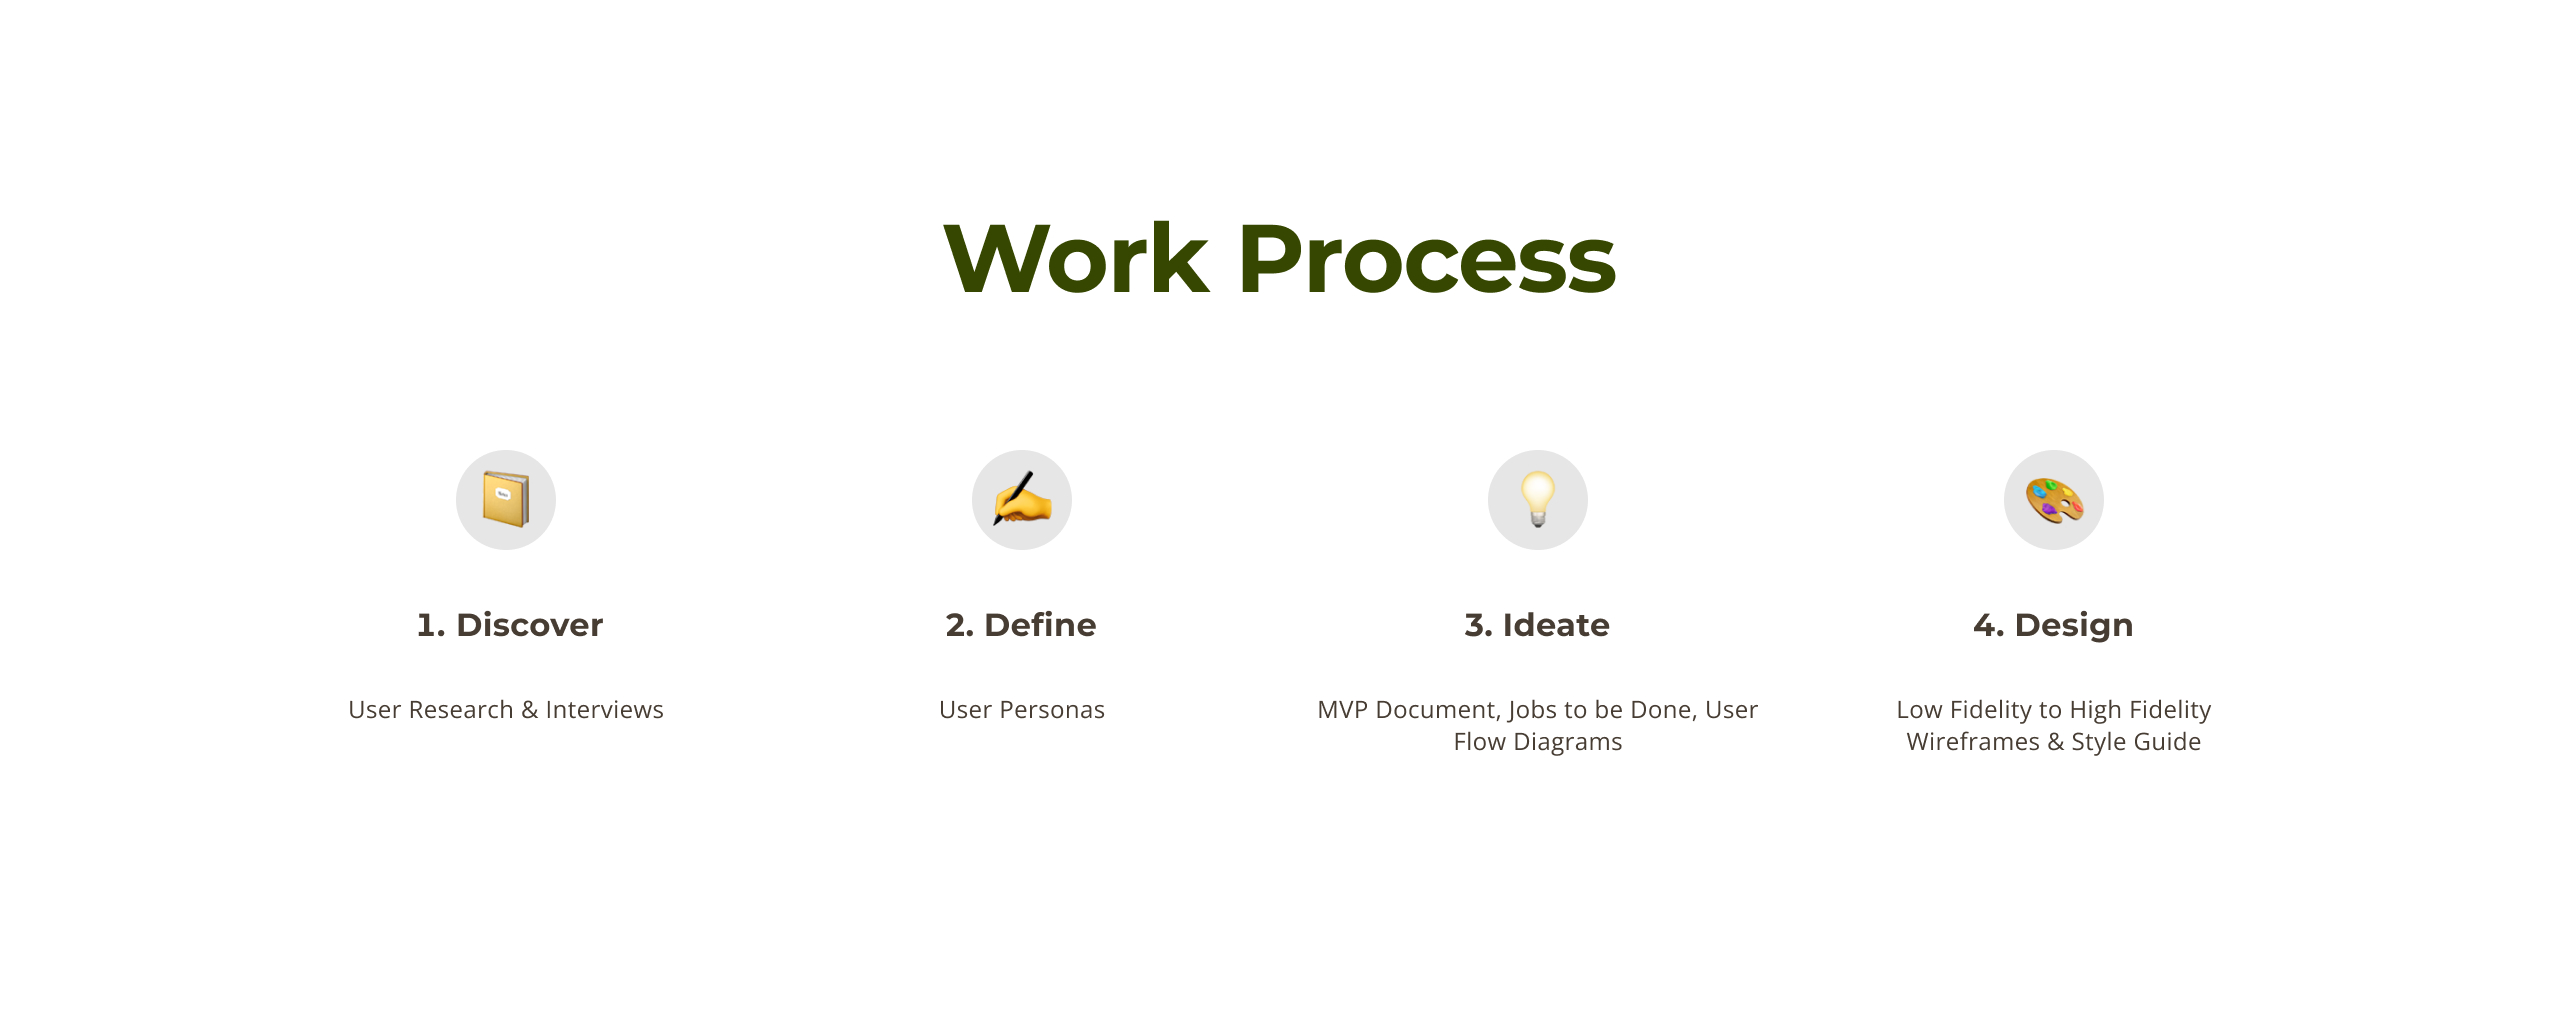 Work Process
1. Discover
User Research & Interviews
2. Define
User Personas
3. Ideate
MVP Document, Jobs to be Done, User
Flow Diagrams
4. Design
Low Fidelity to High Fidelity
Wireframes & Style Guide